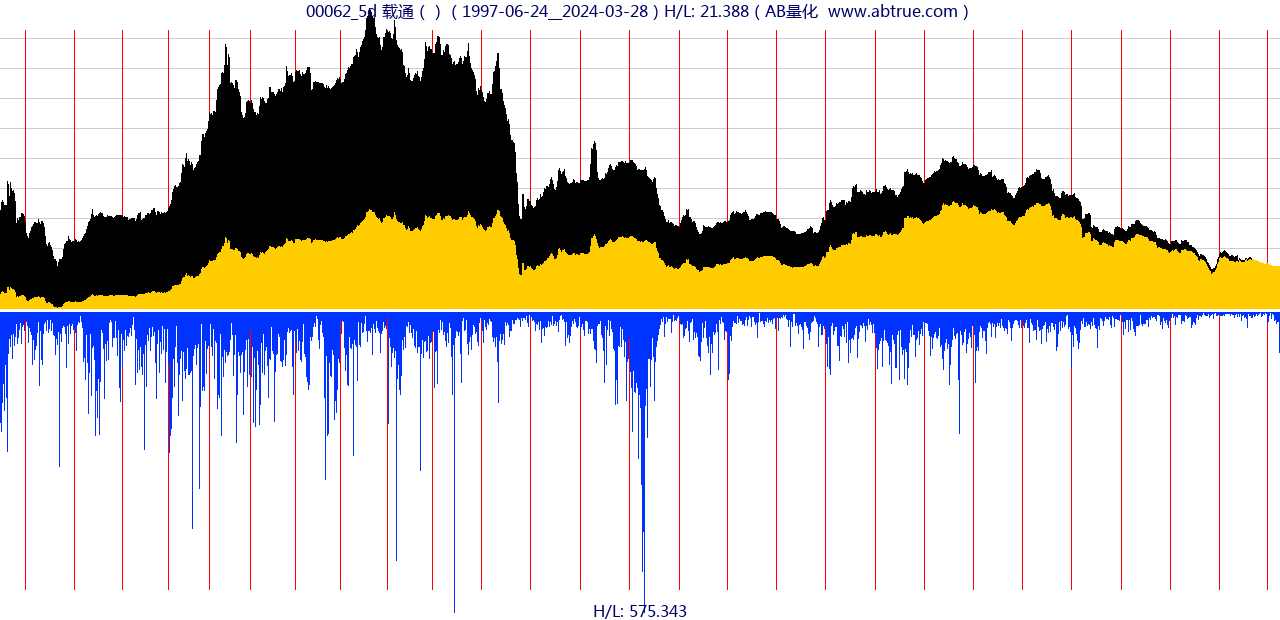 00062_5d 载通 ( ) ( 1997-06-24__2024-03-28 ) H/L: 21.388 ( AB量化 www.abtrue.com )
H/L: 575.343